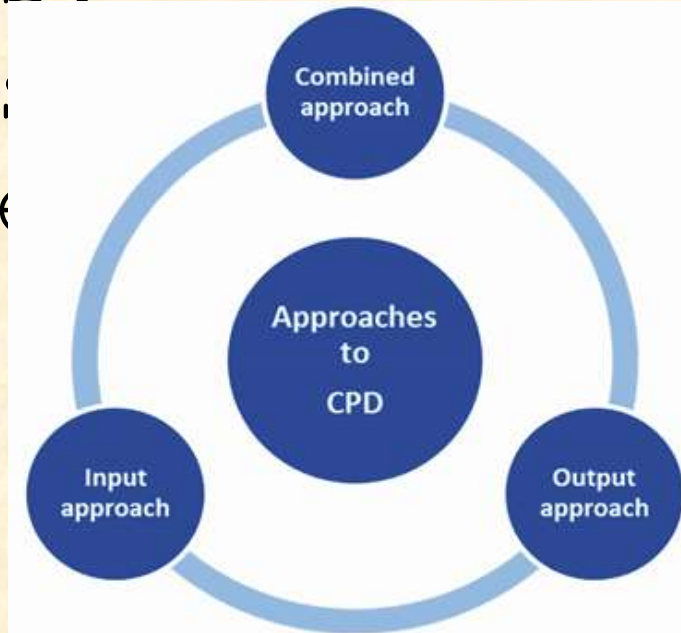 Combined
approach
Approaches
to
CPD
Input
approach
Output
approach